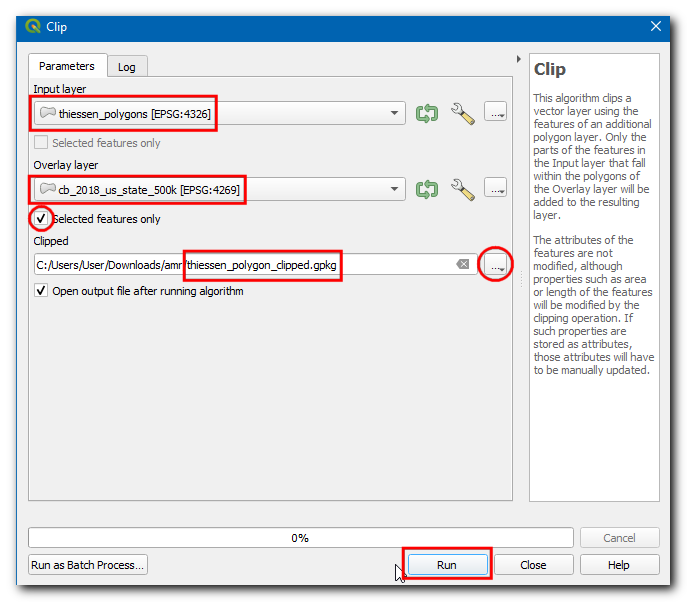 Clip
Parameters
Log
Input layer
thiessen_polygons [EPSG:4326]
...
Selected features only
Overlay layer
cb_2018_us_state_500k [EPSG:4269]
...
Selected features only
Clipped
C:/Users/User/Downloads/amr/thiessen_polygon_clipped.gpkg
...
Open output file after running algorithm
Clip
This algorithm clips a
vector layer using the
features of an additional
polygon layer. Only the
parts of the features in
the Input layer that fall
within the polygons of
the Overlay layer will be
added to the resulting
layer.
The attributes of the
features are not
modified, although
properties such as area
or length of the features
will be modified by the
clipping operation. If
such properties are
stored as attributes,
those attributes will have
to be manually updated.
0%
Cancel
Run as Batch Process...
Run
Close
Help